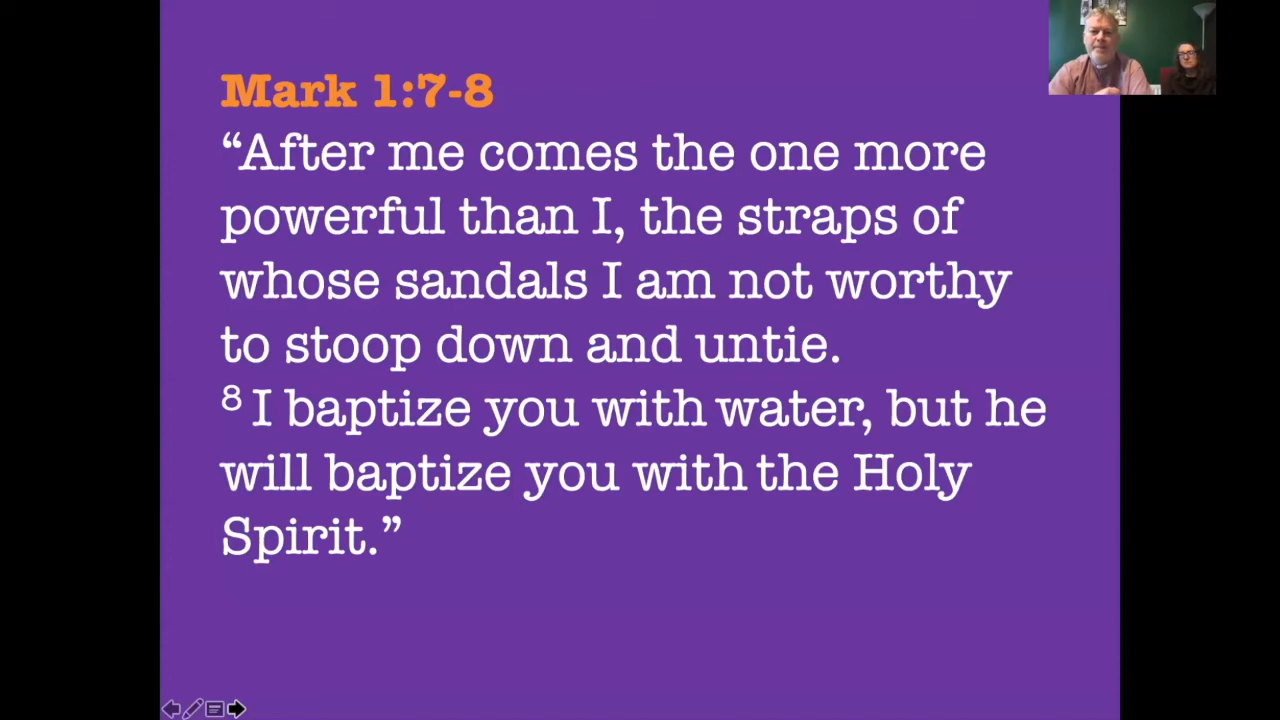 Mark 1:7-8
“After me comes the one more
powerful than I, the straps of
whose sandals I am not worthy
to stoop down and untie.
⁸ I baptize you with water, but he
will baptize you with the Holy
Spirit.”